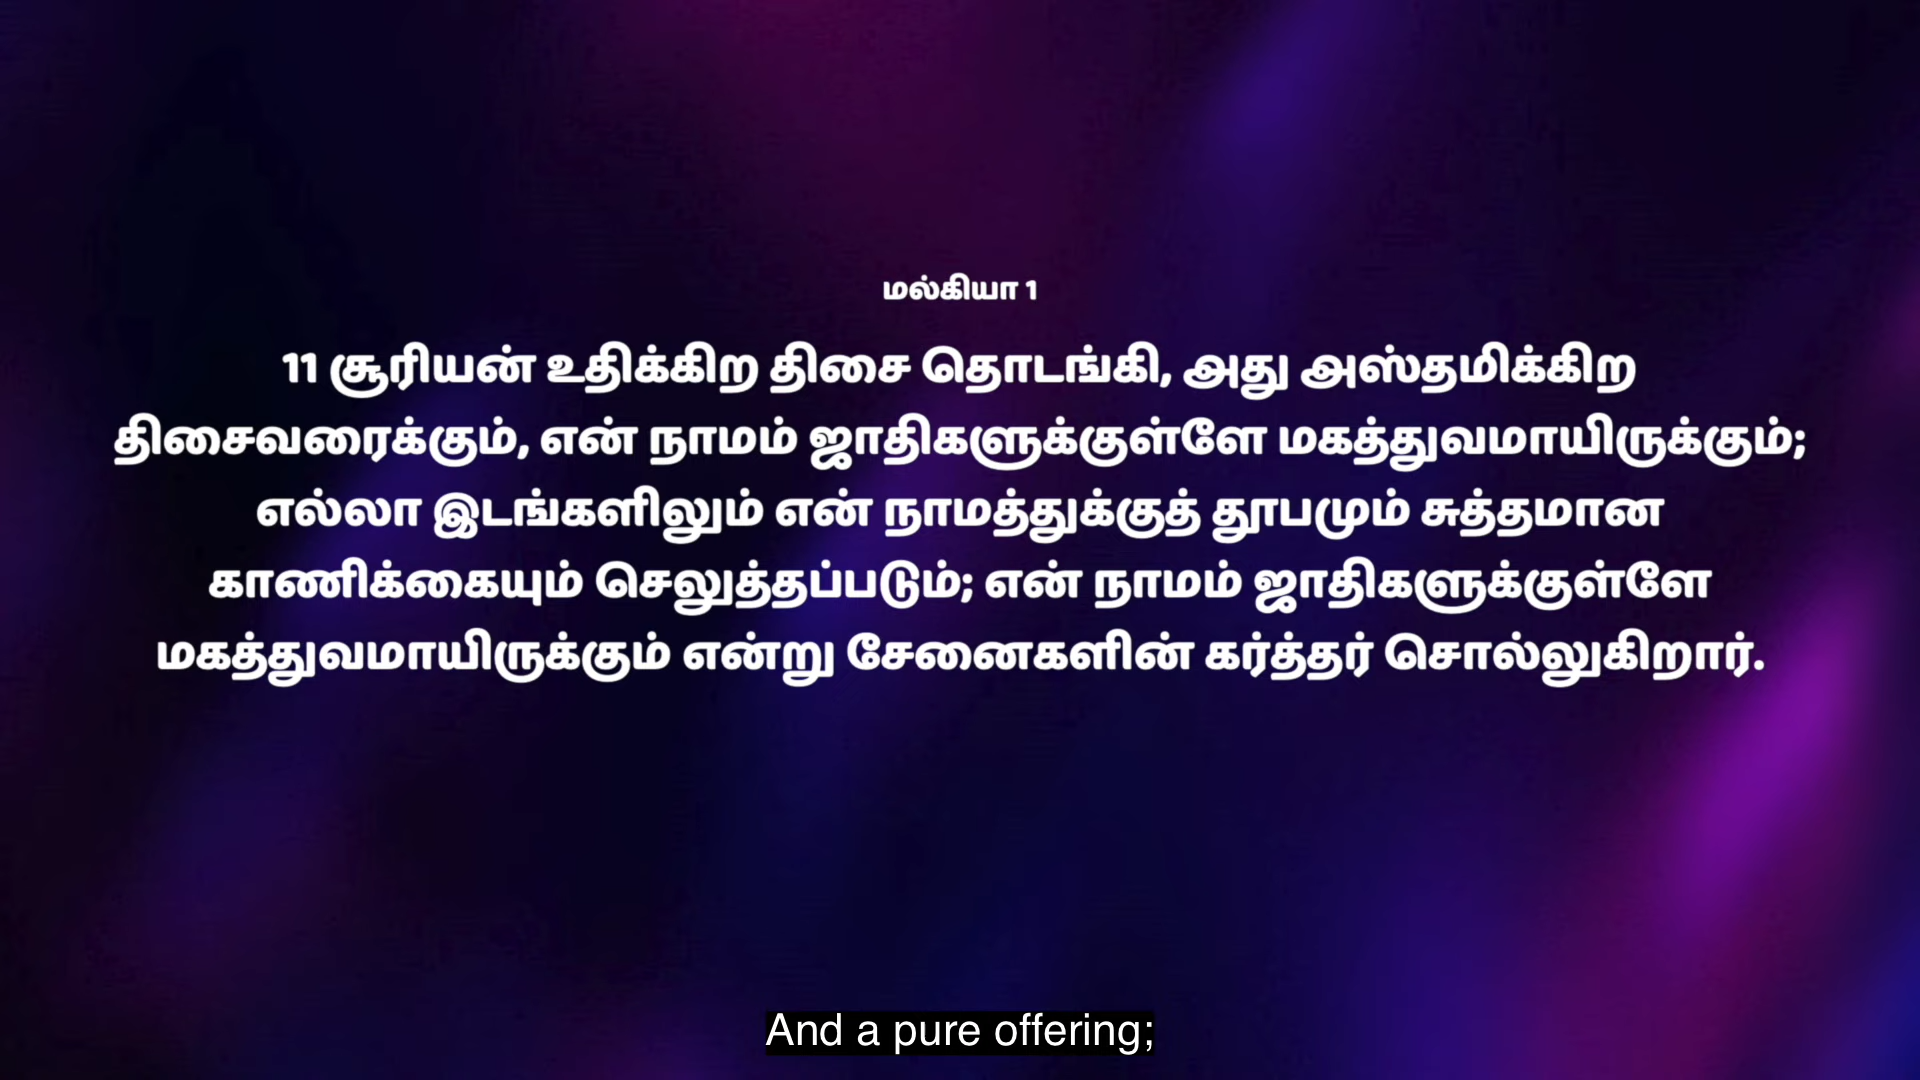 மல்கியா 1
11 சூரியன் உதிக்கிற திசை தொடங்கி, அது அஸ்தமிக்கிற
திசைவரைக்கும், என் நாமம் ஜாதிகளுக்குள்ளே மகத்துவமாயிருக்கும்;
எல்லா இடங்களிலும் என் நாமத்துக்குத் தூபமும் சுத்தமான
காணிக்கையும் செலுத்தப்படும்; என் நாமம் ஜாதிகளுக்குள்ளே
மகத்துவமாயிருக்கும் என்று சேனைகளின் கர்த்தர் சொல்லுகிறார்.
And a pure offering;